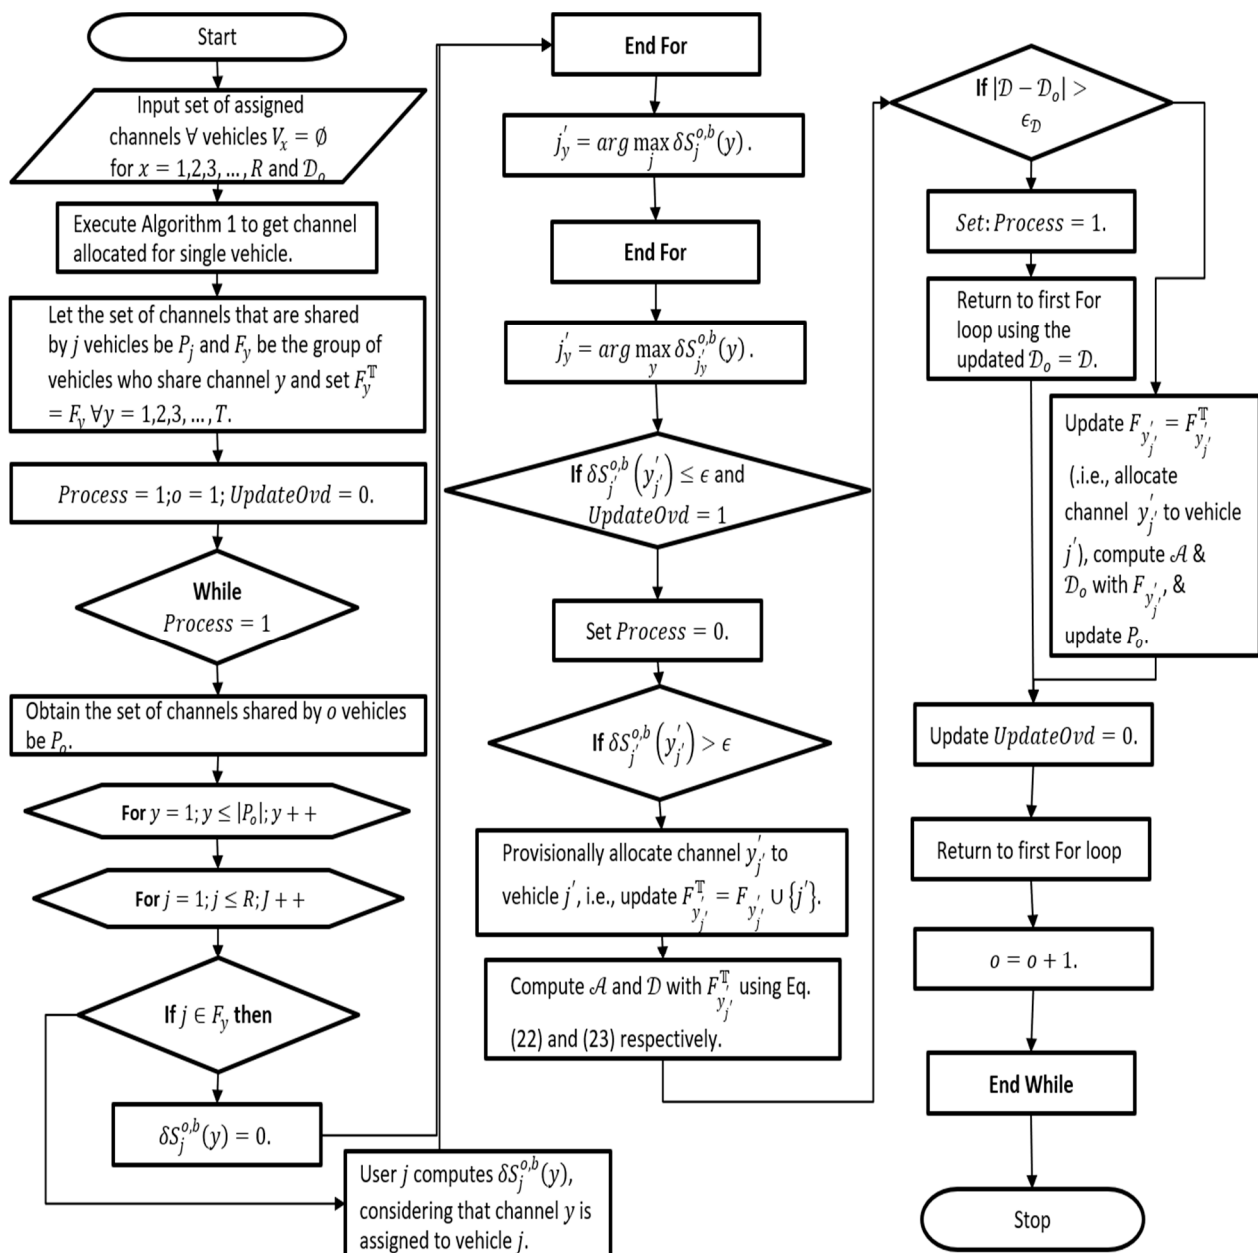 Start
Input set of assigned
channels ∀ vehicles V_x = ∅
for x = 1,2,3, ..., R and 𝒟_o
Execute Algorithm 1 to get channel
allocated for single vehicle.
Let the set of channels that are shared
by j vehicles be P_j and F_y be the group of
vehicles who share channel y and set F_y^𝕋
= F_y ∀y = 1,2,3, ..., T.
Process = 1; o = 1; UpdateOvd = 0.
While
Process = 1
Obtain the set of channels shared by o vehicles
be P_o.
For y = 1; y ≤ |P_o|; y + +
For j = 1; j ≤ R; J + +
If j ∈ F_y then
δS_j^{o,b}(y) = 0.
User j computes δS_j^{o,b}(y),
considering that channel y is
assigned to vehicle j.
End For
j'_y = arg max_j δS_j^{o,b}(y).
End For
j'_y = arg max_y δS_{j'_y}^{o,b}(y).
If δS_{j'}^{o,b}(y'_{j'}) ≤ ϵ and
UpdateOvd = 1
Set Process = 0.
If δS_{j'}^{o,b}(y'_{j'}) > ϵ
Provisionally allocate channel y'_{j'} to
vehicle j', i.e., update F_{y'_{j'}}^𝕋 = F_{y'_{j'}} ∪ {j'}.
Compute 𝒜 and 𝒟 with F_{y'_{j'}}^𝕋 using Eq.
(22) and (23) respectively.
If |𝒟 − 𝒟_o| >
ϵ_𝒟
Set: Process = 1.
Return to first For
loop using the
updated 𝒟_o = 𝒟.
Update F_{y'_{j'}} = F_{y'_{j'}}^𝕋
(.i.e., allocate
channel y'_{j'} to vehicle
j'), compute 𝒜 &
𝒟_o with F_{y'_{j'}}, &
update P_o.
Update UpdateOvd = 0.
Return to first For loop
o = o + 1.
End While
Stop